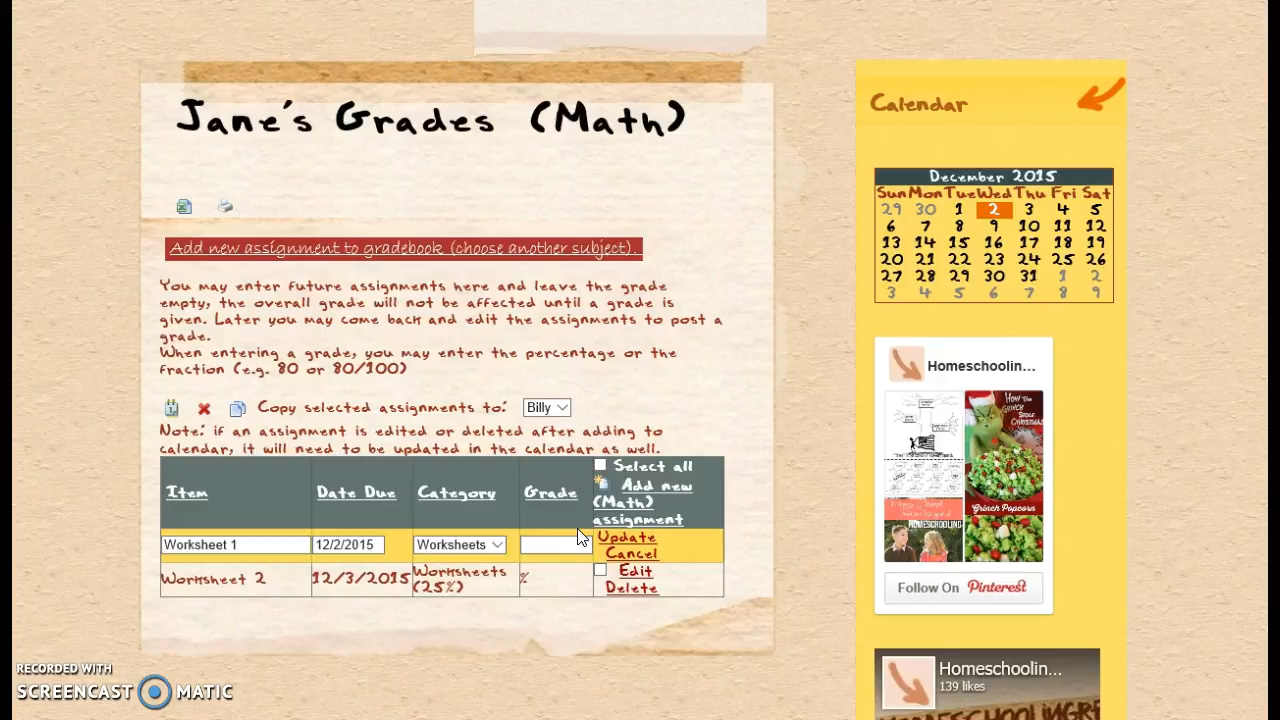 Jane's Grades (Math)
Add new assignment to gradebook (choose another subject).
You may enter future assignments here and leave the grade
empty, the overall grade will not be affected until a grade is
given. Later you may come back and edit the assignments to post a
grade.
When entering a grade, you may enter the percentage or the
fraction (e.g. 80 or 80/100)
Copy selected assignments to: Billy
Note: if an assignment is edited or deleted after adding to
calendar, it will need to be updated in the calendar as well.
Item Date Due Category Grade Select all
Add new
(Math)
assignment
Worksheet 1 12/2/2015 Worksheets Update
Cancel
Worksheet 2 12/3/2015 Worksheets
(25%) % Edit
Delete
Calendar
December 2015
Sun Mon Tue Wed Thu Fri Sat
29 30 1 2 3 4 5
6 7 8 9 10 11 12
13 14 15 16 17 18 19
20 21 22 23 24 25 26
27 28 29 30 31 1 2
3 4 5 6 7 8 9
Homeschoolin...
How the
Grinch
Stole
Christmas
Grinch Popcorn
HOMESCHOOLING
Follow On Pinterest
Homeschoolin...
139 likes
RECORDED WITH
SCREENCAST MATIC